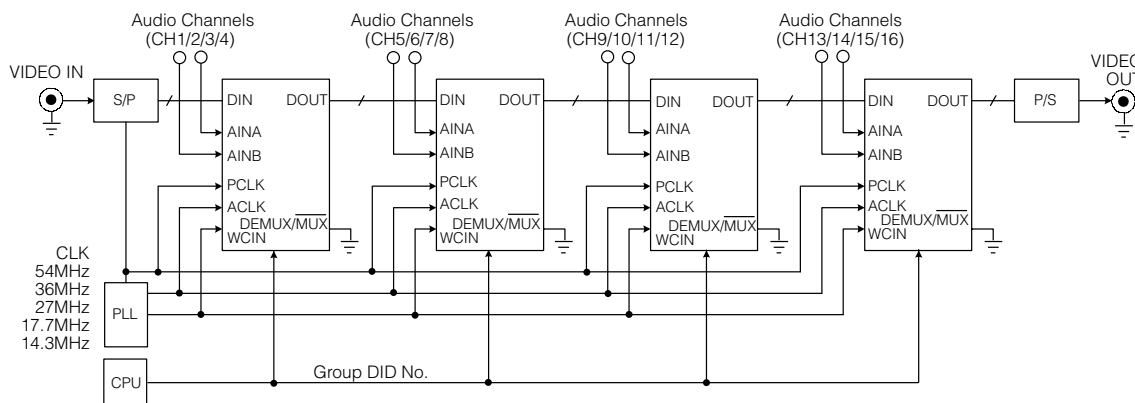 Audio Channels
(CH1/2/3/4)
Audio Channels
(CH5/6/7/8)
Audio Channels
(CH9/10/11/12)
Audio Channels
(CH13/14/15/16)
VIDEO IN
VIDEO
OUT
S/P
DIN
DOUT
AINA
AINB
PCLK
ACLK
DEMUX/MUX
WCIN
DIN
DOUT
AINA
AINB
PCLK
ACLK
DEMUX/MUX
WCIN
DIN
DOUT
AINA
AINB
PCLK
ACLK
DEMUX/MUX
WCIN
DIN
DOUT
AINA
AINB
PCLK
ACLK
DEMUX/MUX
WCIN
P/S
CLK
54MHz
36MHz
27MHz
17.7MHz
14.3MHz
PLL
CPU
Group DID No.